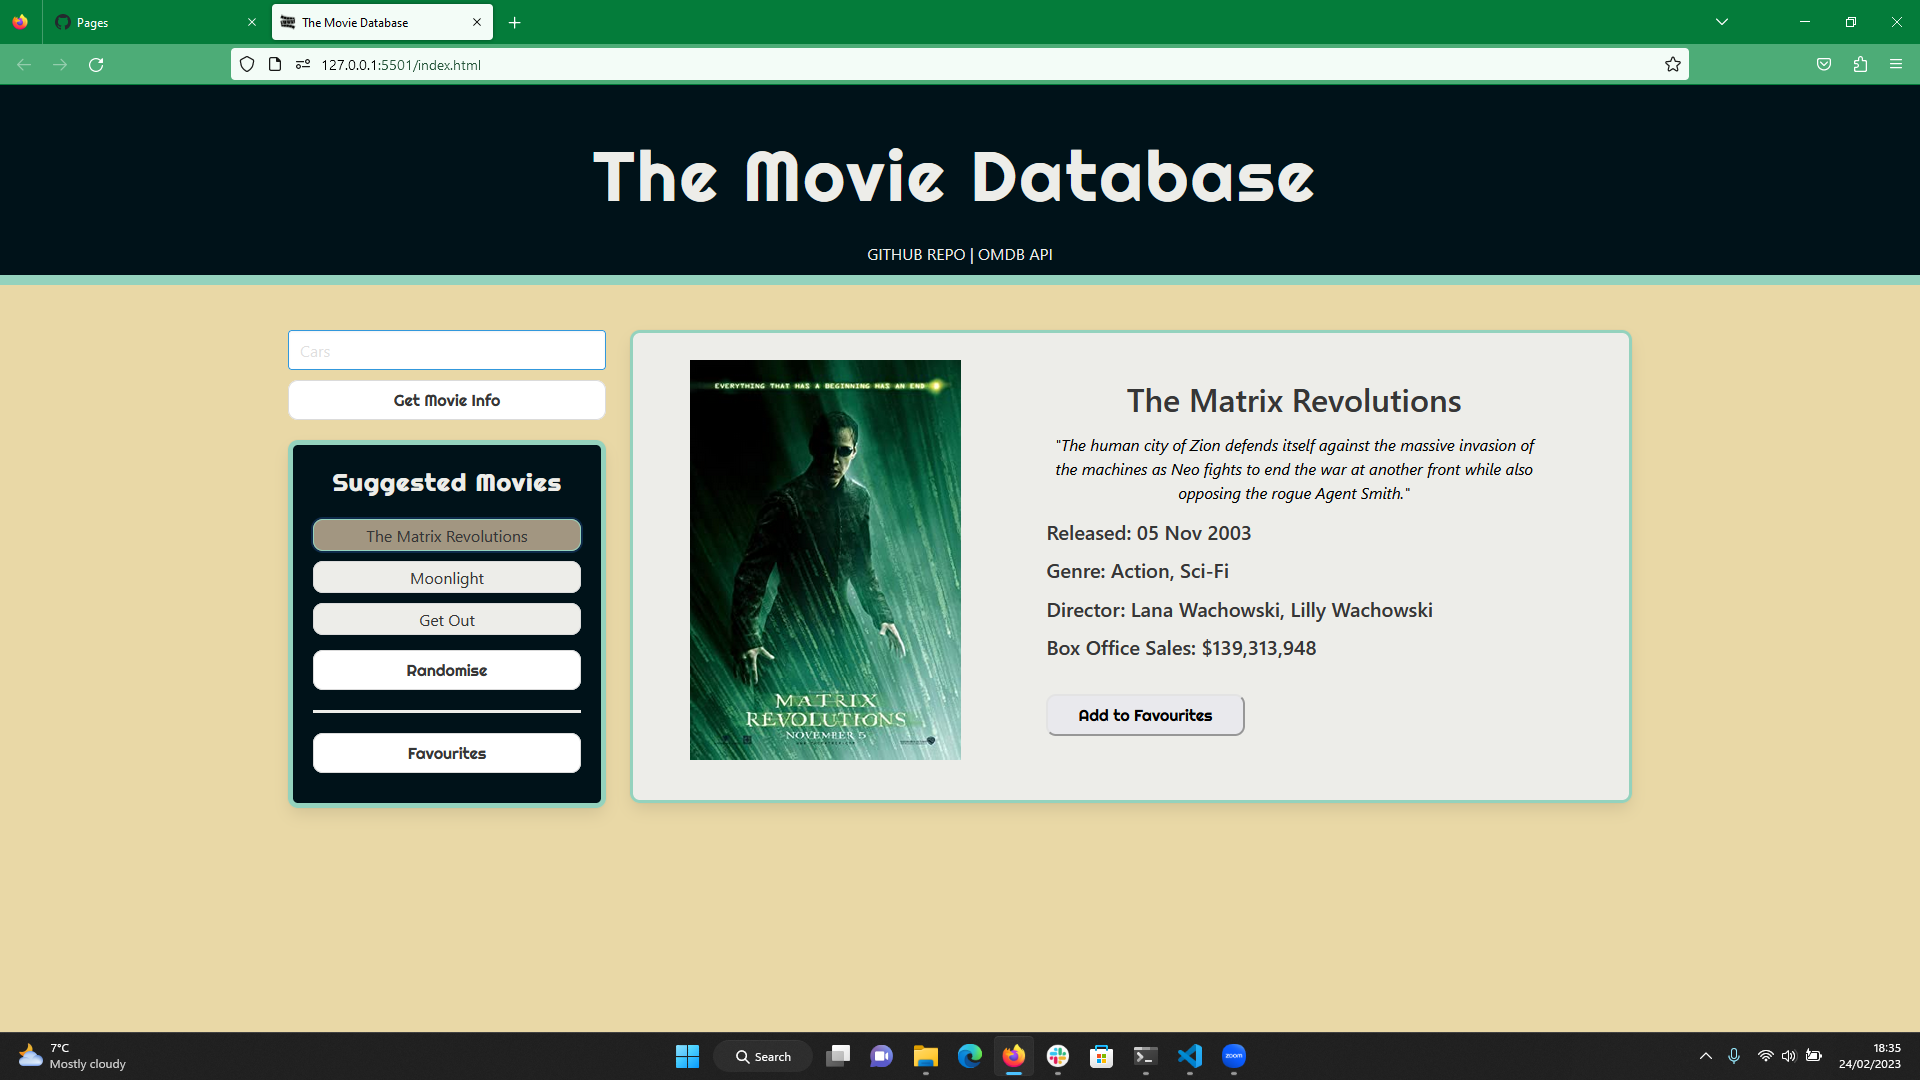 Pages
The Movie Database
127.0.0.1:5501/index.html
The Movie Database
GITHUB REPO | OMDB API
Cars
Get Movie Info
Suggested Movies
The Matrix Revolutions
Moonlight
Get Out
Randomise
Favourites
EVERYTHING THAT HAS A BEGINNING HAS AN END
MATRIX
REVOLUTIONS
NOVEMBER 5
The Matrix Revolutions
"The human city of Zion defends itself against the massive invasion of
the machines as Neo fights to end the war at another front while also
opposing the rogue Agent Smith."
Released: 05 Nov 2003
Genre: Action, Sci-Fi
Director: Lana Wachowski, Lilly Wachowski
Box Office Sales: $139,313,948
Add to Favourites
7°C
Mostly cloudy
Search
zoom
18:35
24/02/2023